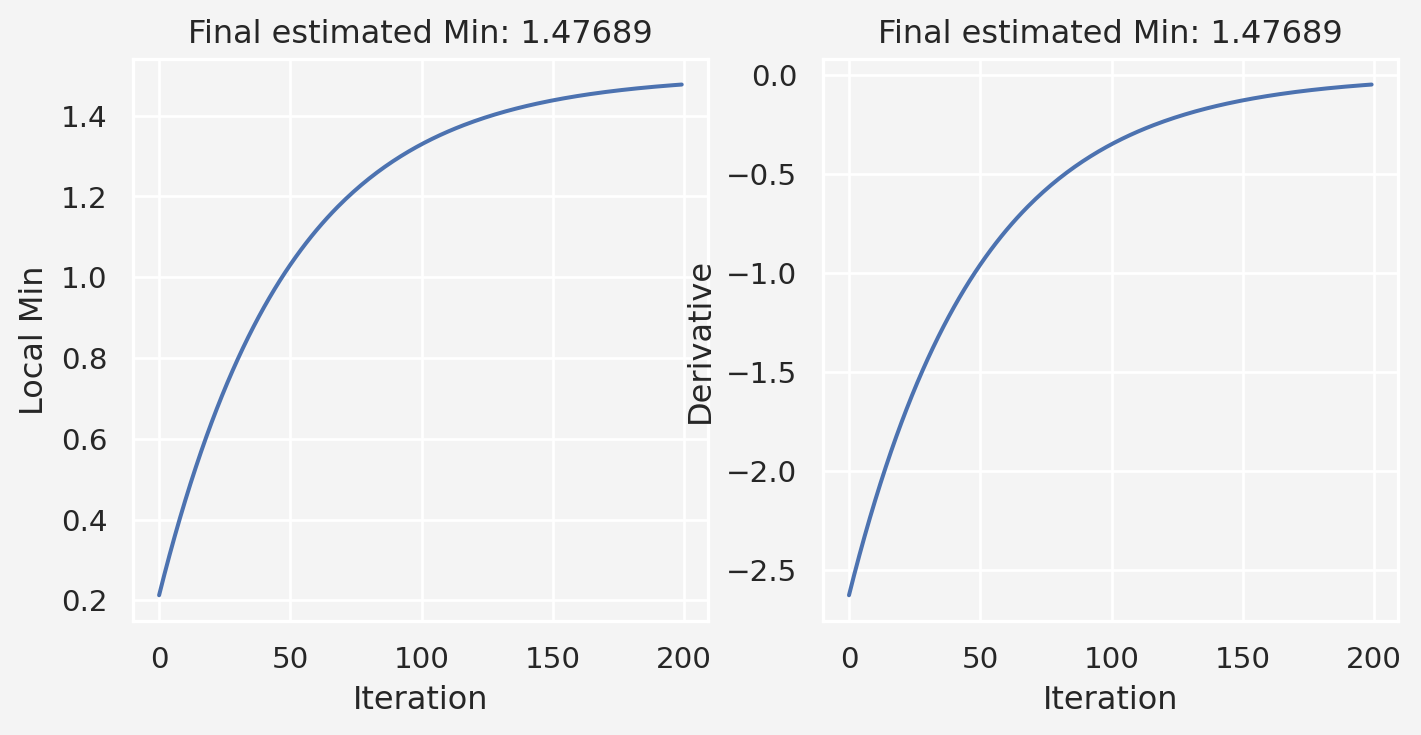 Final estimated Min: 1.47689
Local Min
1.4
1.2
1.0
0.8
0.6
0.4
0.2
0 50 100 150 200
Iteration
Final estimated Min: 1.47689
Derivative
0.0
−0.5
−1.0
−1.5
−2.0
−2.5
0 50 100 150 200
Iteration